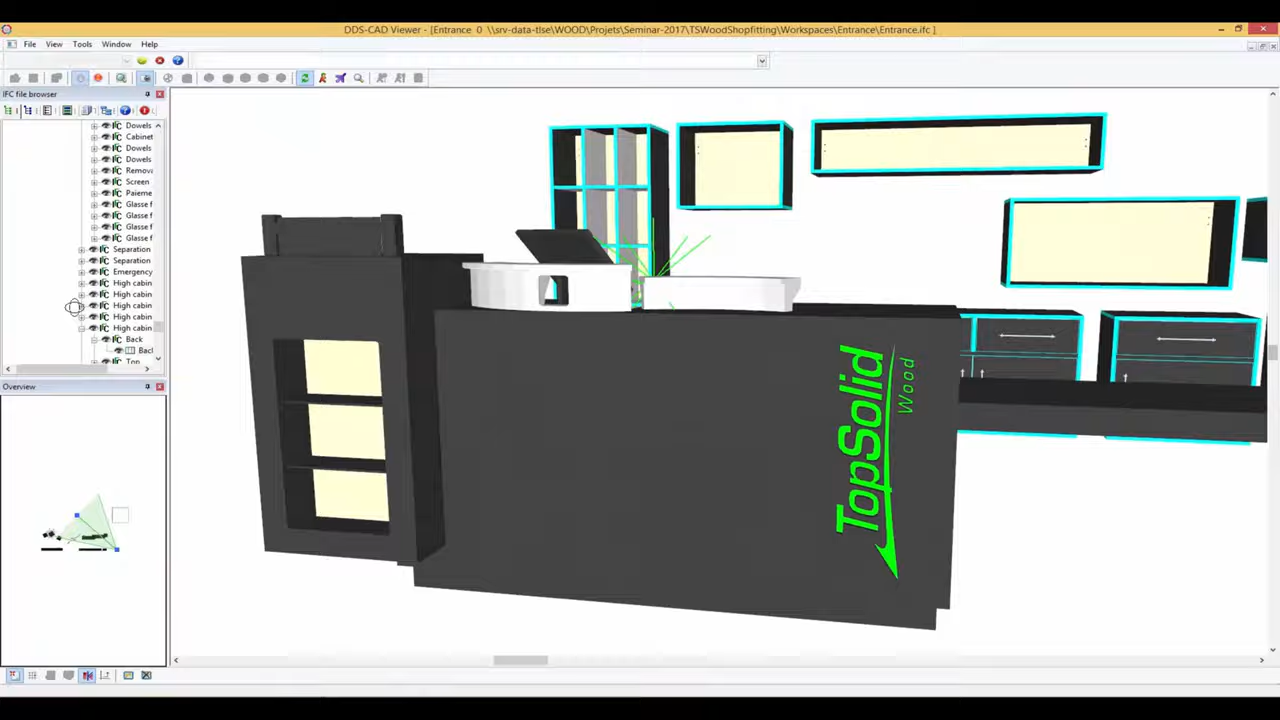 DDS-CAD Viewer - [Entrance 0 \\srv-data-tlse\WOOD\Projets\Seminar-2017\TSWoodShopfitting\Workspaces\Entrance\Entrance.ifc ]
File View Tools Window Help
IFC file browser
Dowels
Cabinet
Dowels
Dowels
Remova
Screen
Paieme
Glasse f
Glasse f
Glasse f
Glasse f
Separation
Separation
Emergency
High cabin
High cabin
High cabin
High cabin
High cabin
Back
Bacl
Top
Overview
TopSolid
Wood